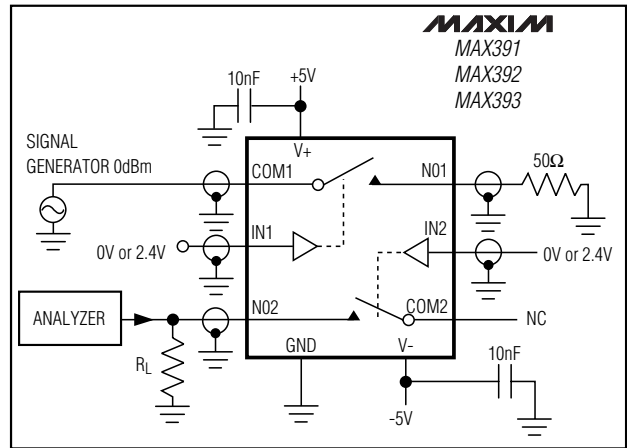 MAXIM
MAX391
MAX392
MAX393
10nF
+5V
V+
SIGNAL
GENERATOR 0dBm
COM1
N01
50Ω
IN1
IN2
0V or 2.4V
0V or 2.4V
ANALYZER
N02
COM2
NC
RL
GND
V-
10nF
-5V